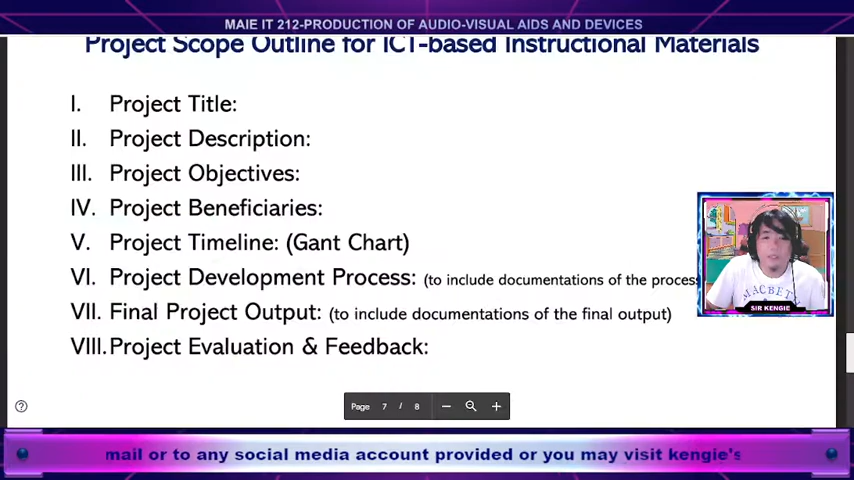 MAIE IT 212-PRODUCTION OF AUDIO-VISUAL AIDS AND DEVICES
Project Scope Outline for ICT-based Instructional Materials
I. Project Title:
II. Project Description:
III. Project Objectives:
IV. Project Beneficiaries:
V. Project Timeline: (Gant Chart)
VI. Project Development Process: (to include documentations of the process
VII. Final Project Output: (to include documentations of the final output)
VIII. Project Evaluation & Feedback:
MACBETH
SIR KENGIE
Page 7 / 8
mail or to any social media account provided or you may visit kengie's